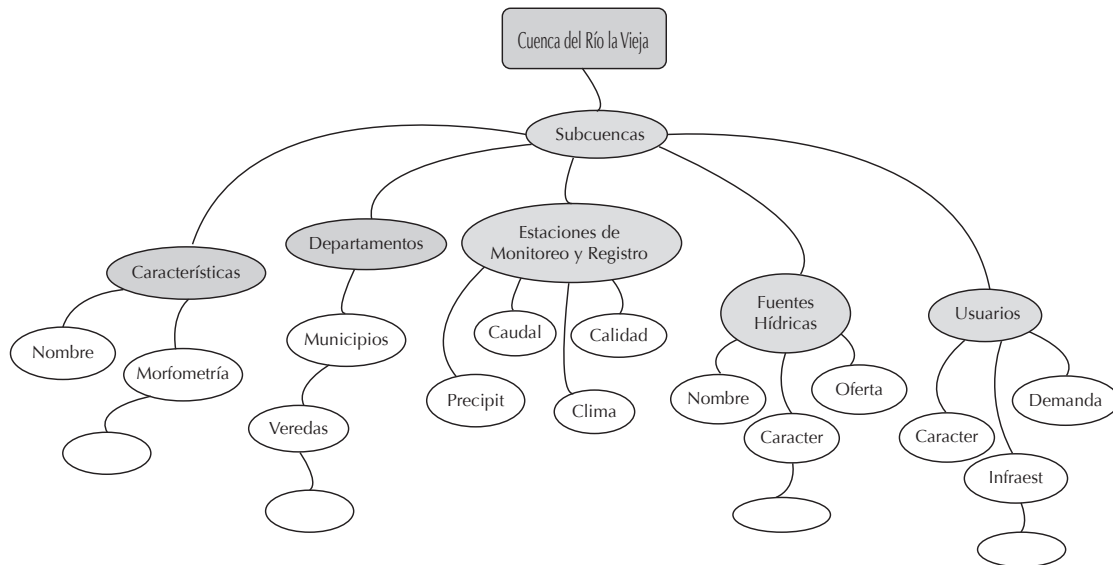 Cuenca del Río la Vieja
Subcuencas
Características
Departamentos
Estaciones de
Monitoreo y Registro
Fuentes
Hídricas
Usuarios
Nombre
Morfometría
Municipios
Veredas
Precipit
Caudal
Clima
Calidad
Nombre
Caracter
Oferta
Caracter
Infraest
Demanda